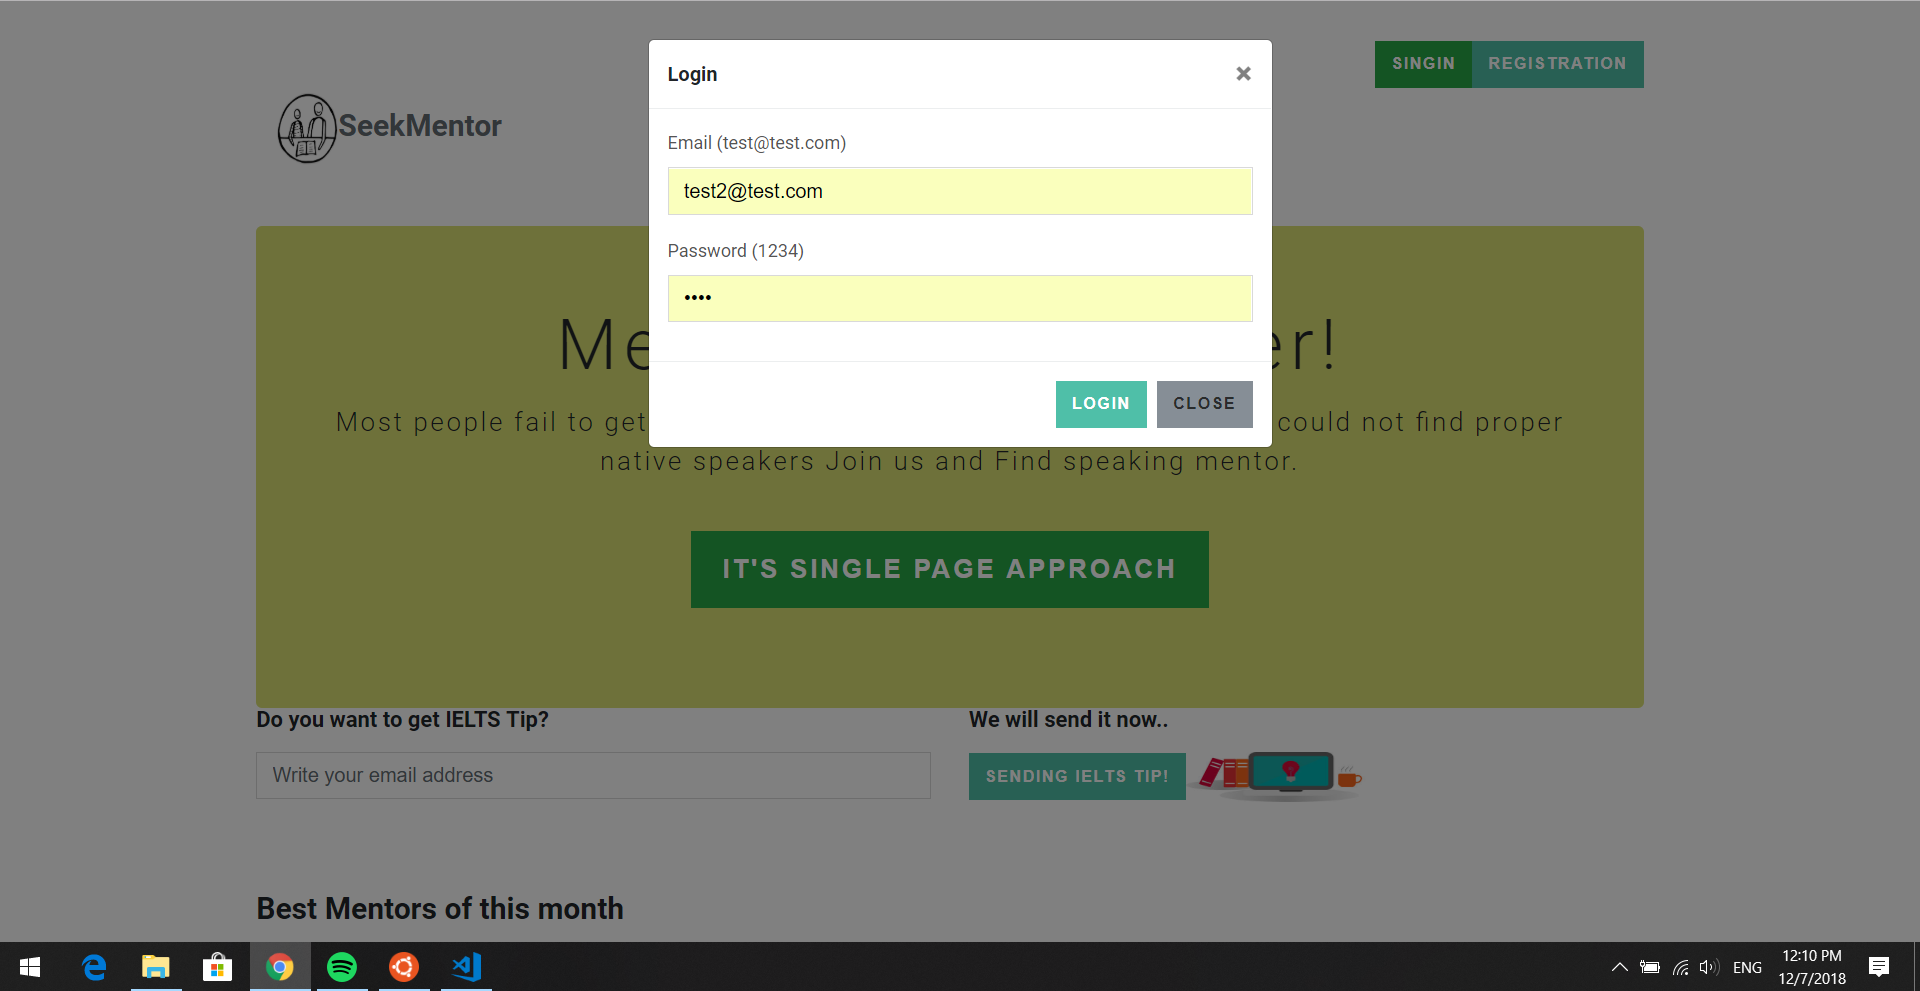 Login
×
SINGIN
REGISTRATION
SeekMentor
Email (test@test.com)
test2@test.com
Password (1234)
••••
LOGIN
CLOSE
Most people fail to get
could not find proper
native speakers Join us and Find speaking mentor.
IT'S SINGLE PAGE APPROACH
Do you want to get IELTS Tip?
We will send it now..
Write your email address
SENDING IELTS TIP!
Best Mentors of this month
ENG
12:10 PM
12/7/2018